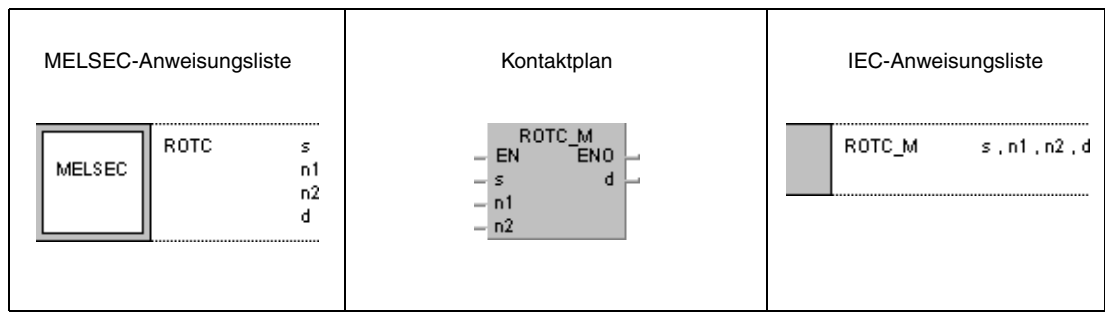 MELSEC-Anweisungsliste
MELSEC
ROTC s
n1
n2
d
Kontaktplan
ROTC_M
EN ENO
s d
n1
n2
IEC-Anweisungsliste
ROTC_M s , n1 , n2 , d